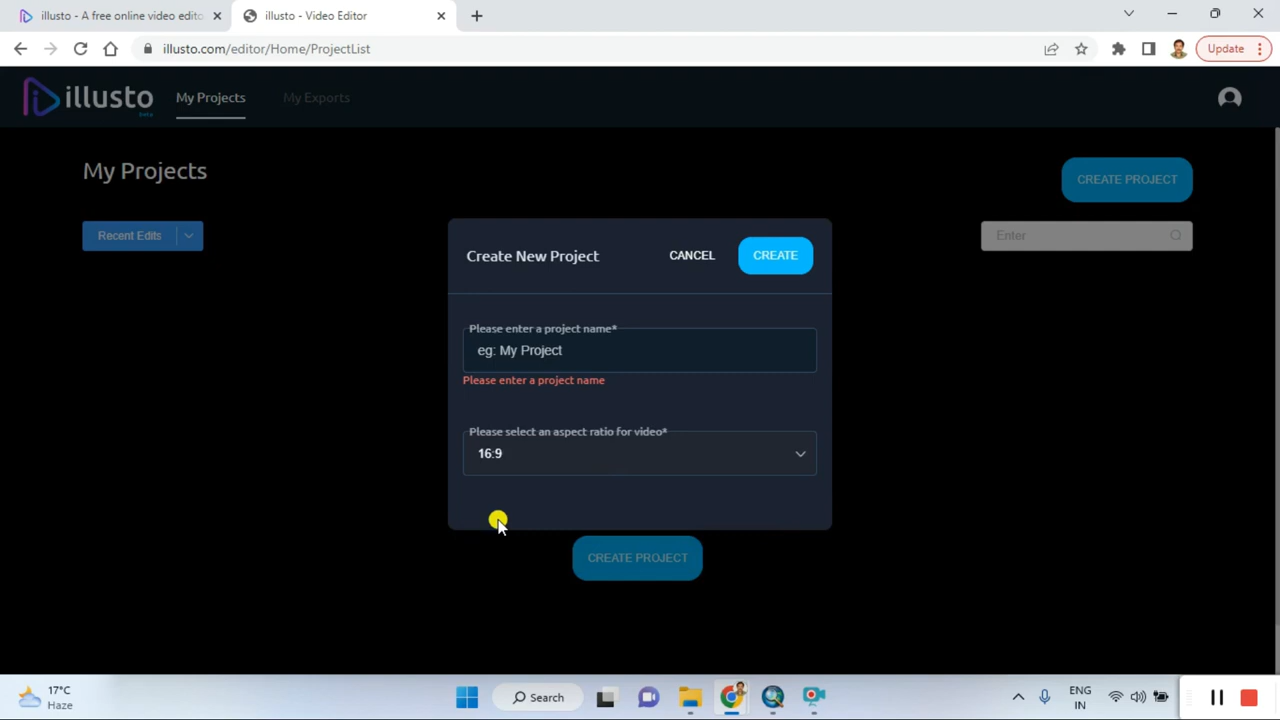 illusto - A free online video edito
illusto - Video Editor
illusto.com/editor/Home/ProjectList
Update
illusto
beta
My Projects
My Exports
My Projects
CREATE PROJECT
Recent Edits
Enter
Create New Project
CANCEL
CREATE
Please enter a project name*
eg: My Project
Please enter a project name
Please select an aspect ratio for video*
16:9
CREATE PROJECT
17°C
Haze
Search
ENG
IN